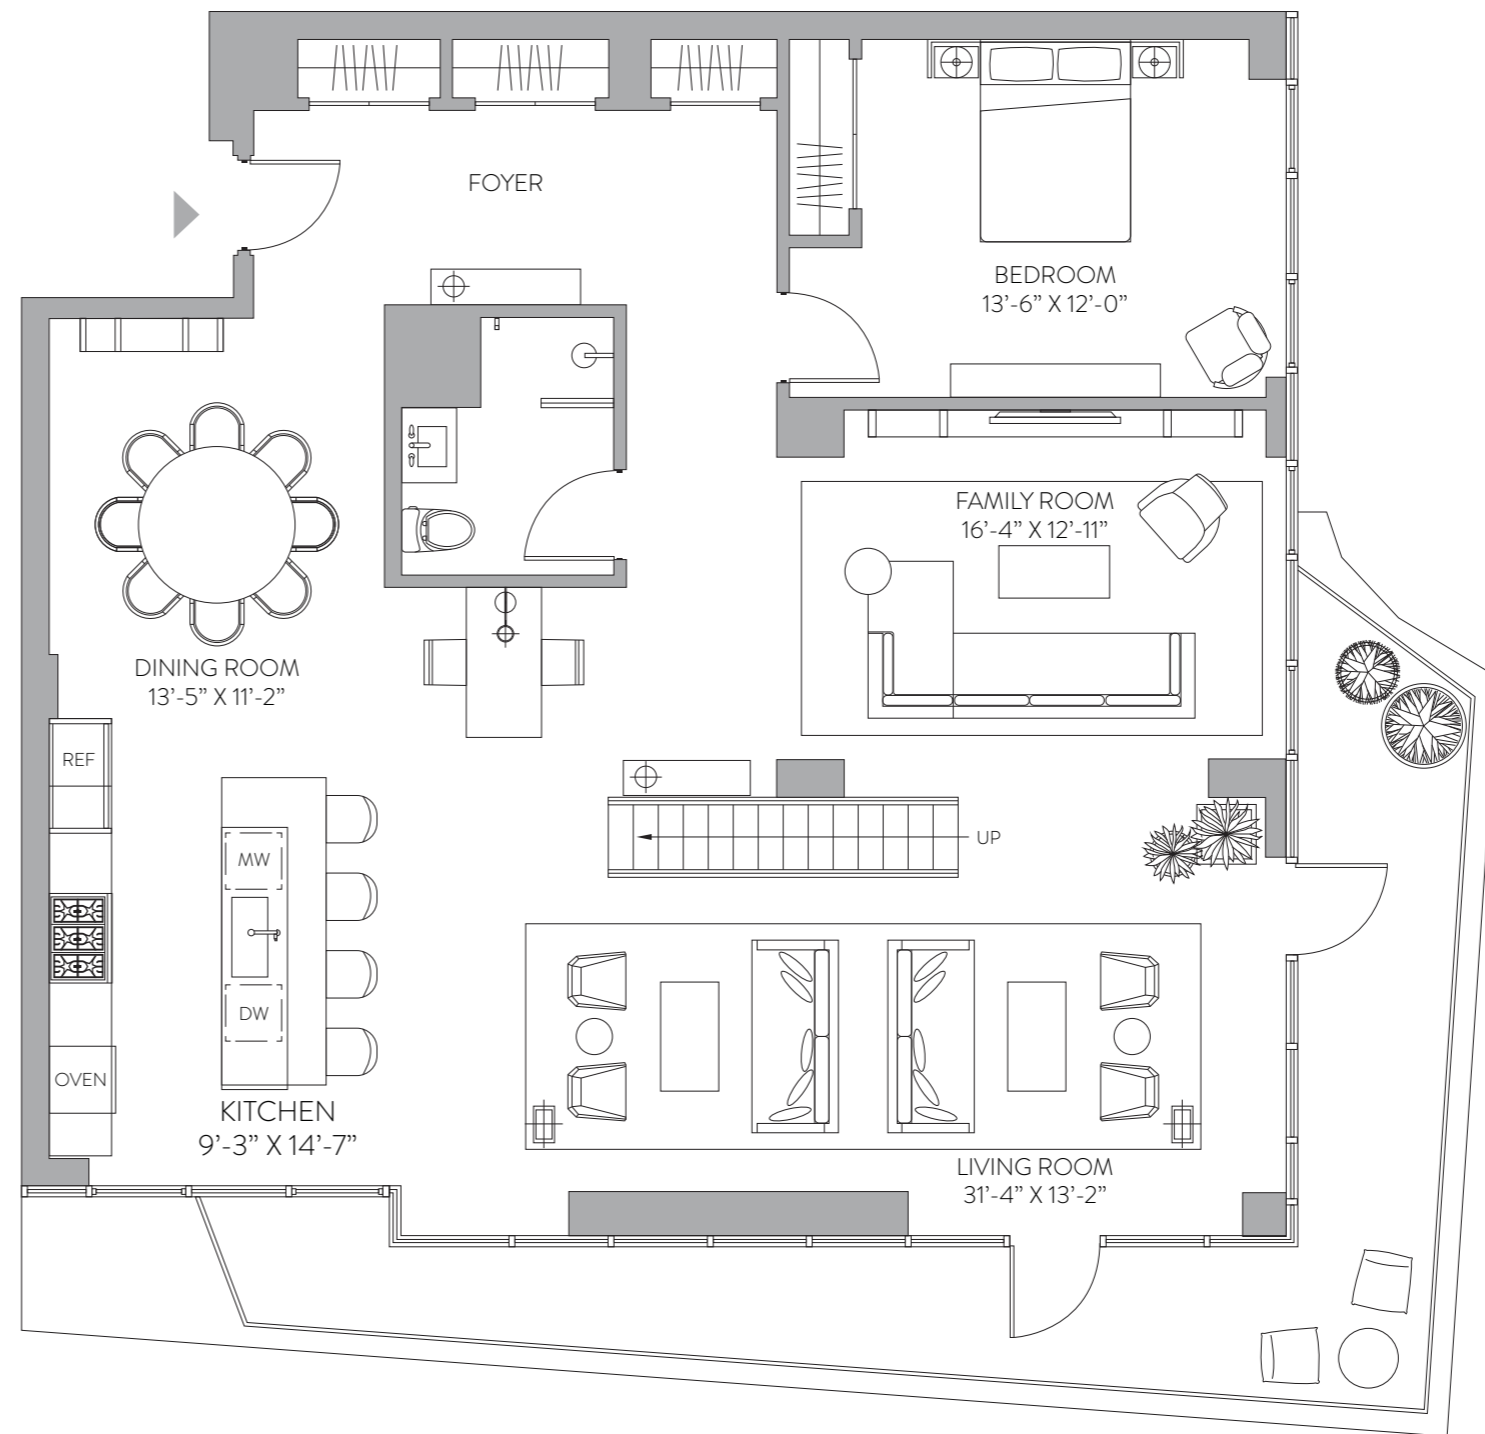 FOYER
BEDROOM
13'-6” X 12'-0”
FAMILY ROOM
16'-4” X 12'-11”
DINING ROOM
13'-5” X 11'-2”
REF
MW
UP
DW
OVEN
KITCHEN
9'-3” X 14'-7”
LIVING ROOM
31'-4” X 13'-2”